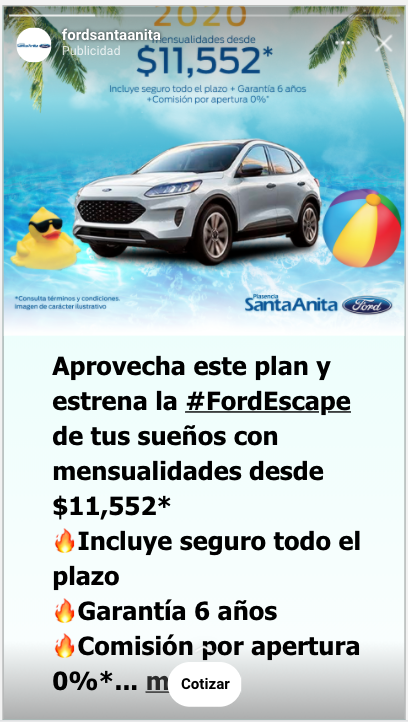 2020
fordsantaanita
Publicidad
mensualidades desde
$11,552*
Incluye seguro todo el plazo + Garantía 6 años
+Comisión por apertura 0%*
*Consulta términos y condiciones.
Imagen de carácter ilustrativo
Plasencia
SantaAnita
Ford
Aprovecha este plan y
estrena la #FordEscape
de tus sueños con
mensualidades desde
$11,552*
🔥Incluye seguro todo el
plazo
🔥Garantía 6 años
🔥Comisión por apertura
0%*... m
Cotizar